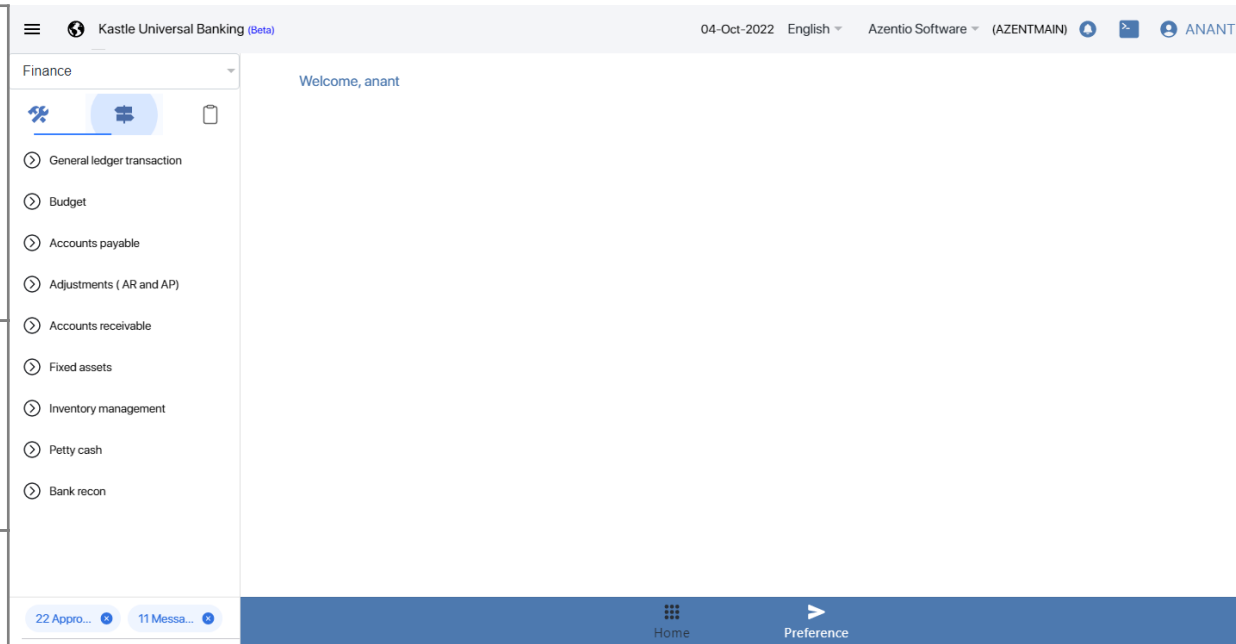 Kastle Universal Banking (Beta)
04-Oct-2022 English Azentio Software (AZENTMAIN) ANANT
Finance
Welcome, anant
General ledger transaction
Budget
Accounts payable
Adjustments ( AR and AP)
Accounts receivable
Fixed assets
Inventory management
Petty cash
Bank recon
22 Appro... 11 Messa...
Home Preference